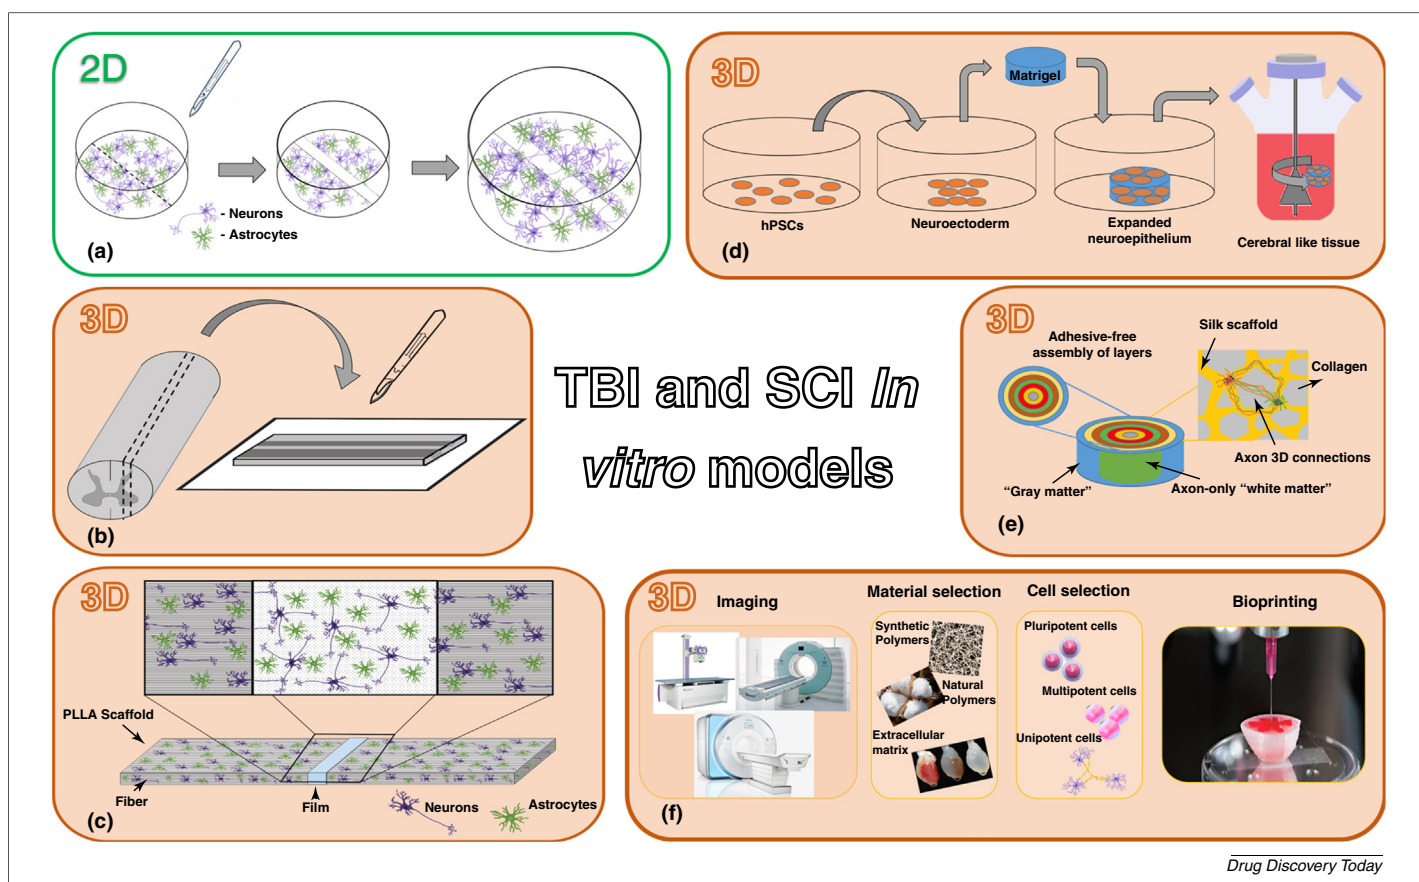 2D
- Neurons
- Astrocytes
(a)
3D
Matrigel
hPSCs
Neuroectoderm
Expanded
neuroepithelium
Cerebral like tissue
(d)
3D
(b)
TBI and SCI In
vitro models
3D
Adhesive-free
assembly of layers
Silk scaffold
Collagen
Axon 3D connections
“Gray matter”
Axon-only “white matter”
(e)
3D
PLLA Scaffold
Fiber
Film
Neurons
Astrocytes
(c)
3D
Imaging
Material selection
Synthetic
Polymers
Natural
Polymers
Extracellular
matrix
Cell selection
Pluripotent cells
Multipotent cells
Unipotent cells
Bioprinting
(f)
Drug Discovery Today